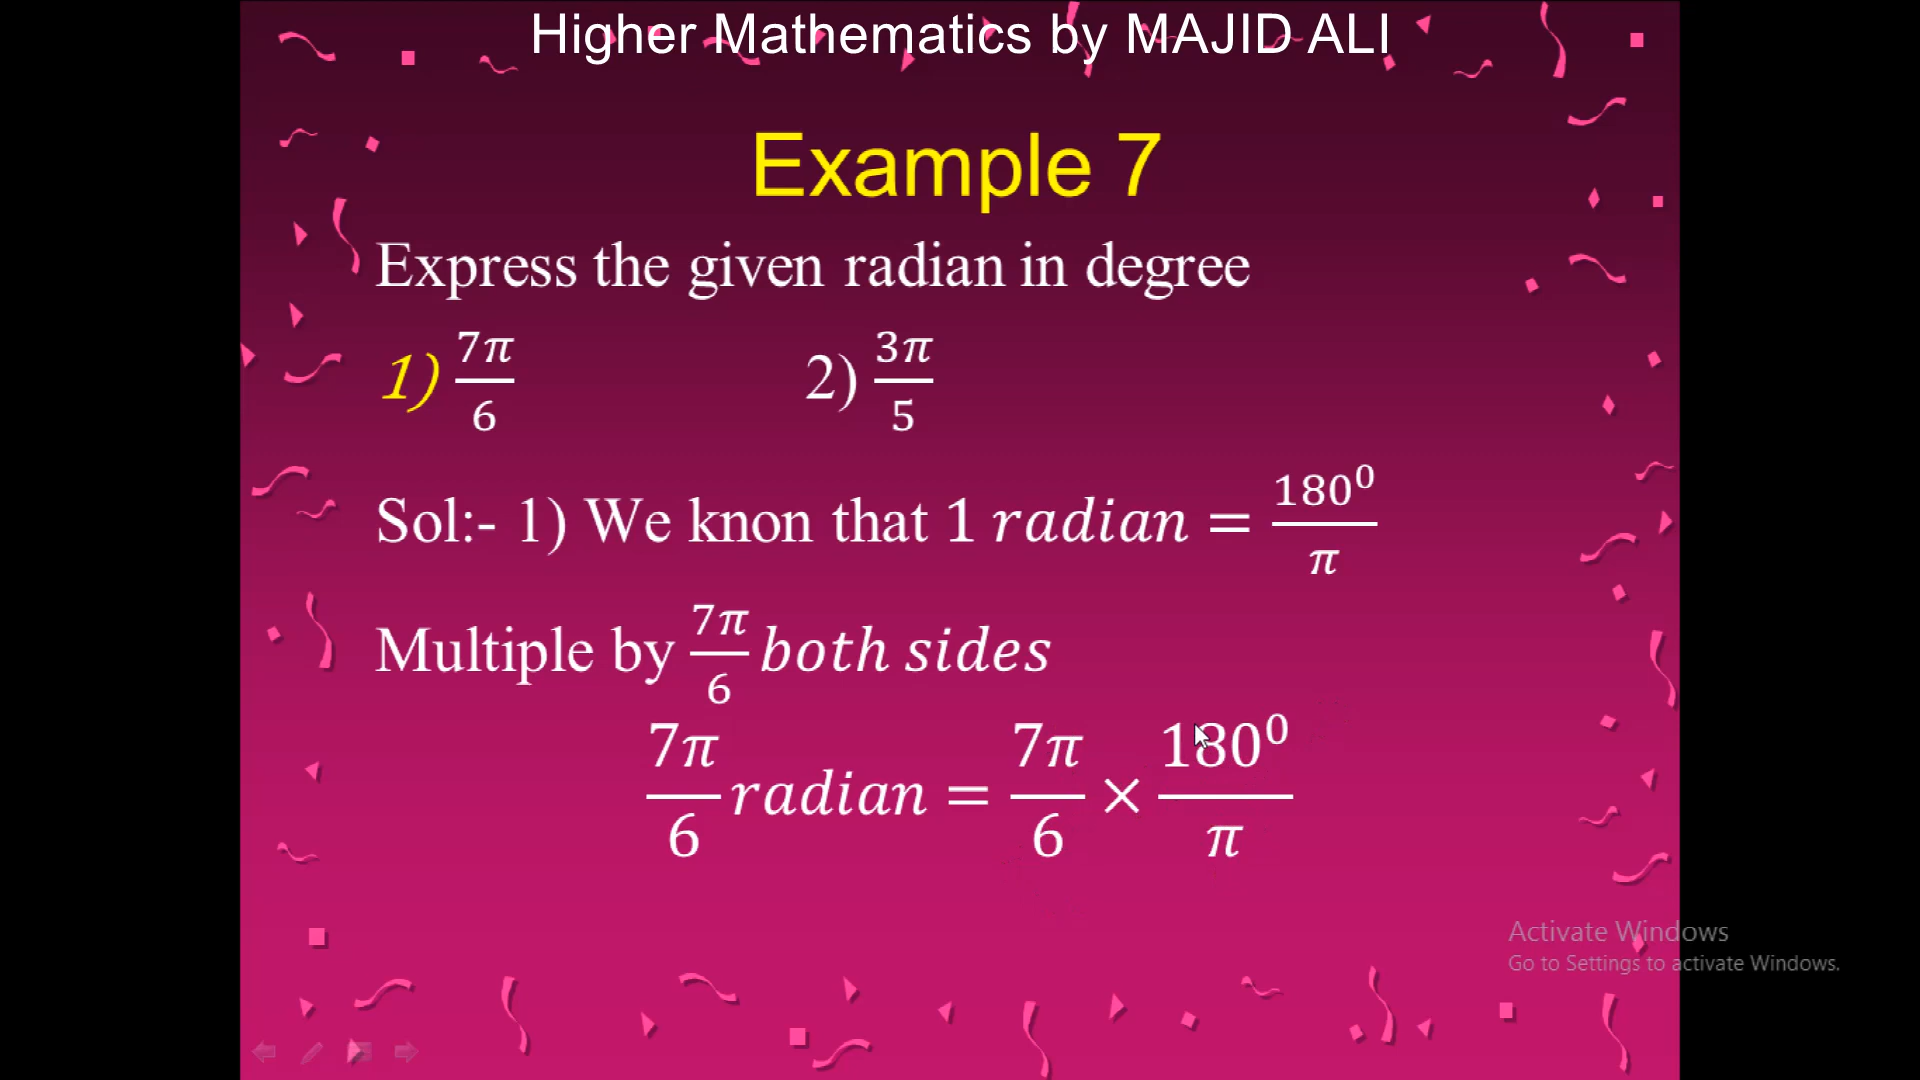 Higher Mathematics by MAJID ALI
Example 7
Express the given radian in degree
1) 7π/6 2) 3π/5
Sol:- 1) We knon that 1 radian = 180⁰/π
Multiple by 7π/6 both sides
7π/6 radian = 7π/6 × 180⁰/π
Activate Windows
Go to Settings to activate Windows.